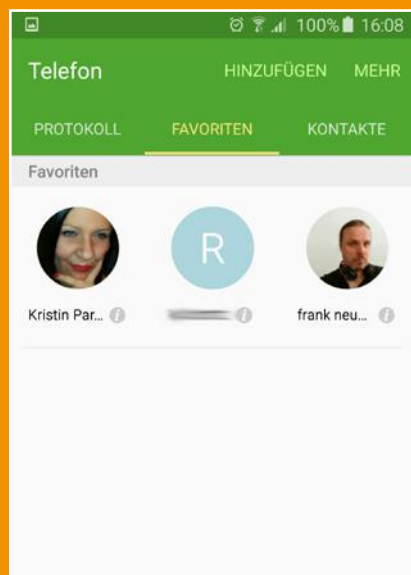 100% 16:08
Telefon HINZUFÜGEN MEHR
PROTOKOLL FAVORITEN KONTAKTE
Favoriten
R
Kristin Par... frank neu...